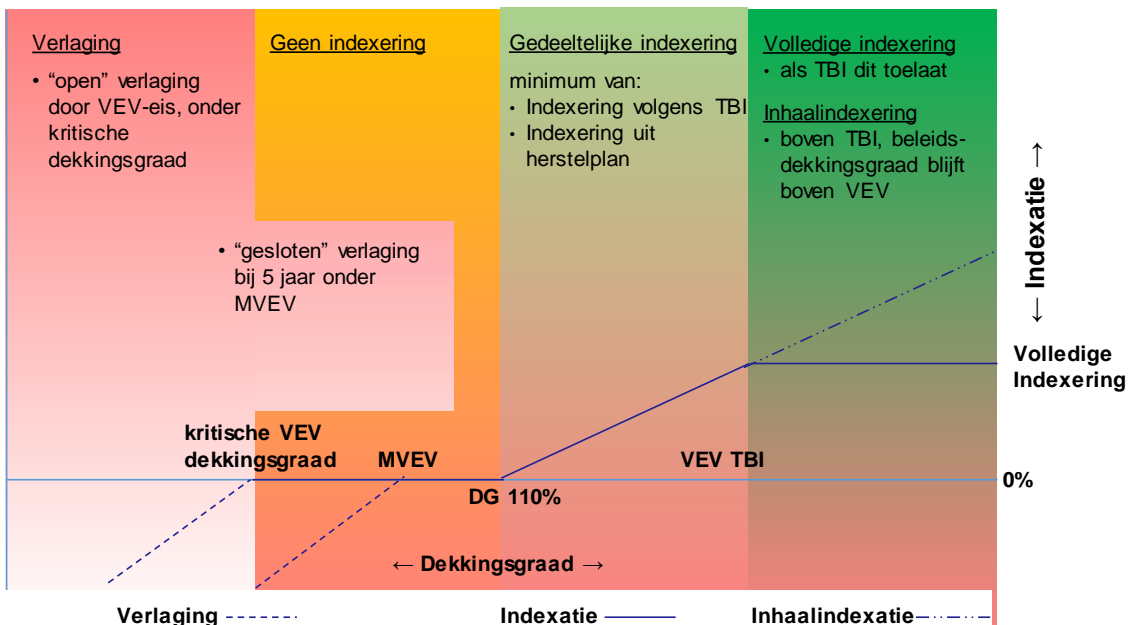 Verlaging
• “open” verlaging
door VEV-eis, onder
kritische
dekkingsgraad
Geen indexering
• “gesloten” verlaging
bij 5 jaar onder
MVEV
Gedeeltelijke indexering
minimum van:
• Indexering volgens TBI
• Indexering uit
herstelplan
Volledige indexering
• als TBI dit toelaat
Inhaalindexering
• boven TBI, beleids-
dekkingsgraad blijft
boven VEV
← Indexatie →
Volledige
Indexering
kritische VEV
dekkingsgraad
MVEV
VEV TBI
DG 110%
0%
← Dekkingsgraad →
Verlaging
Indexatie
Inhaalindexatie